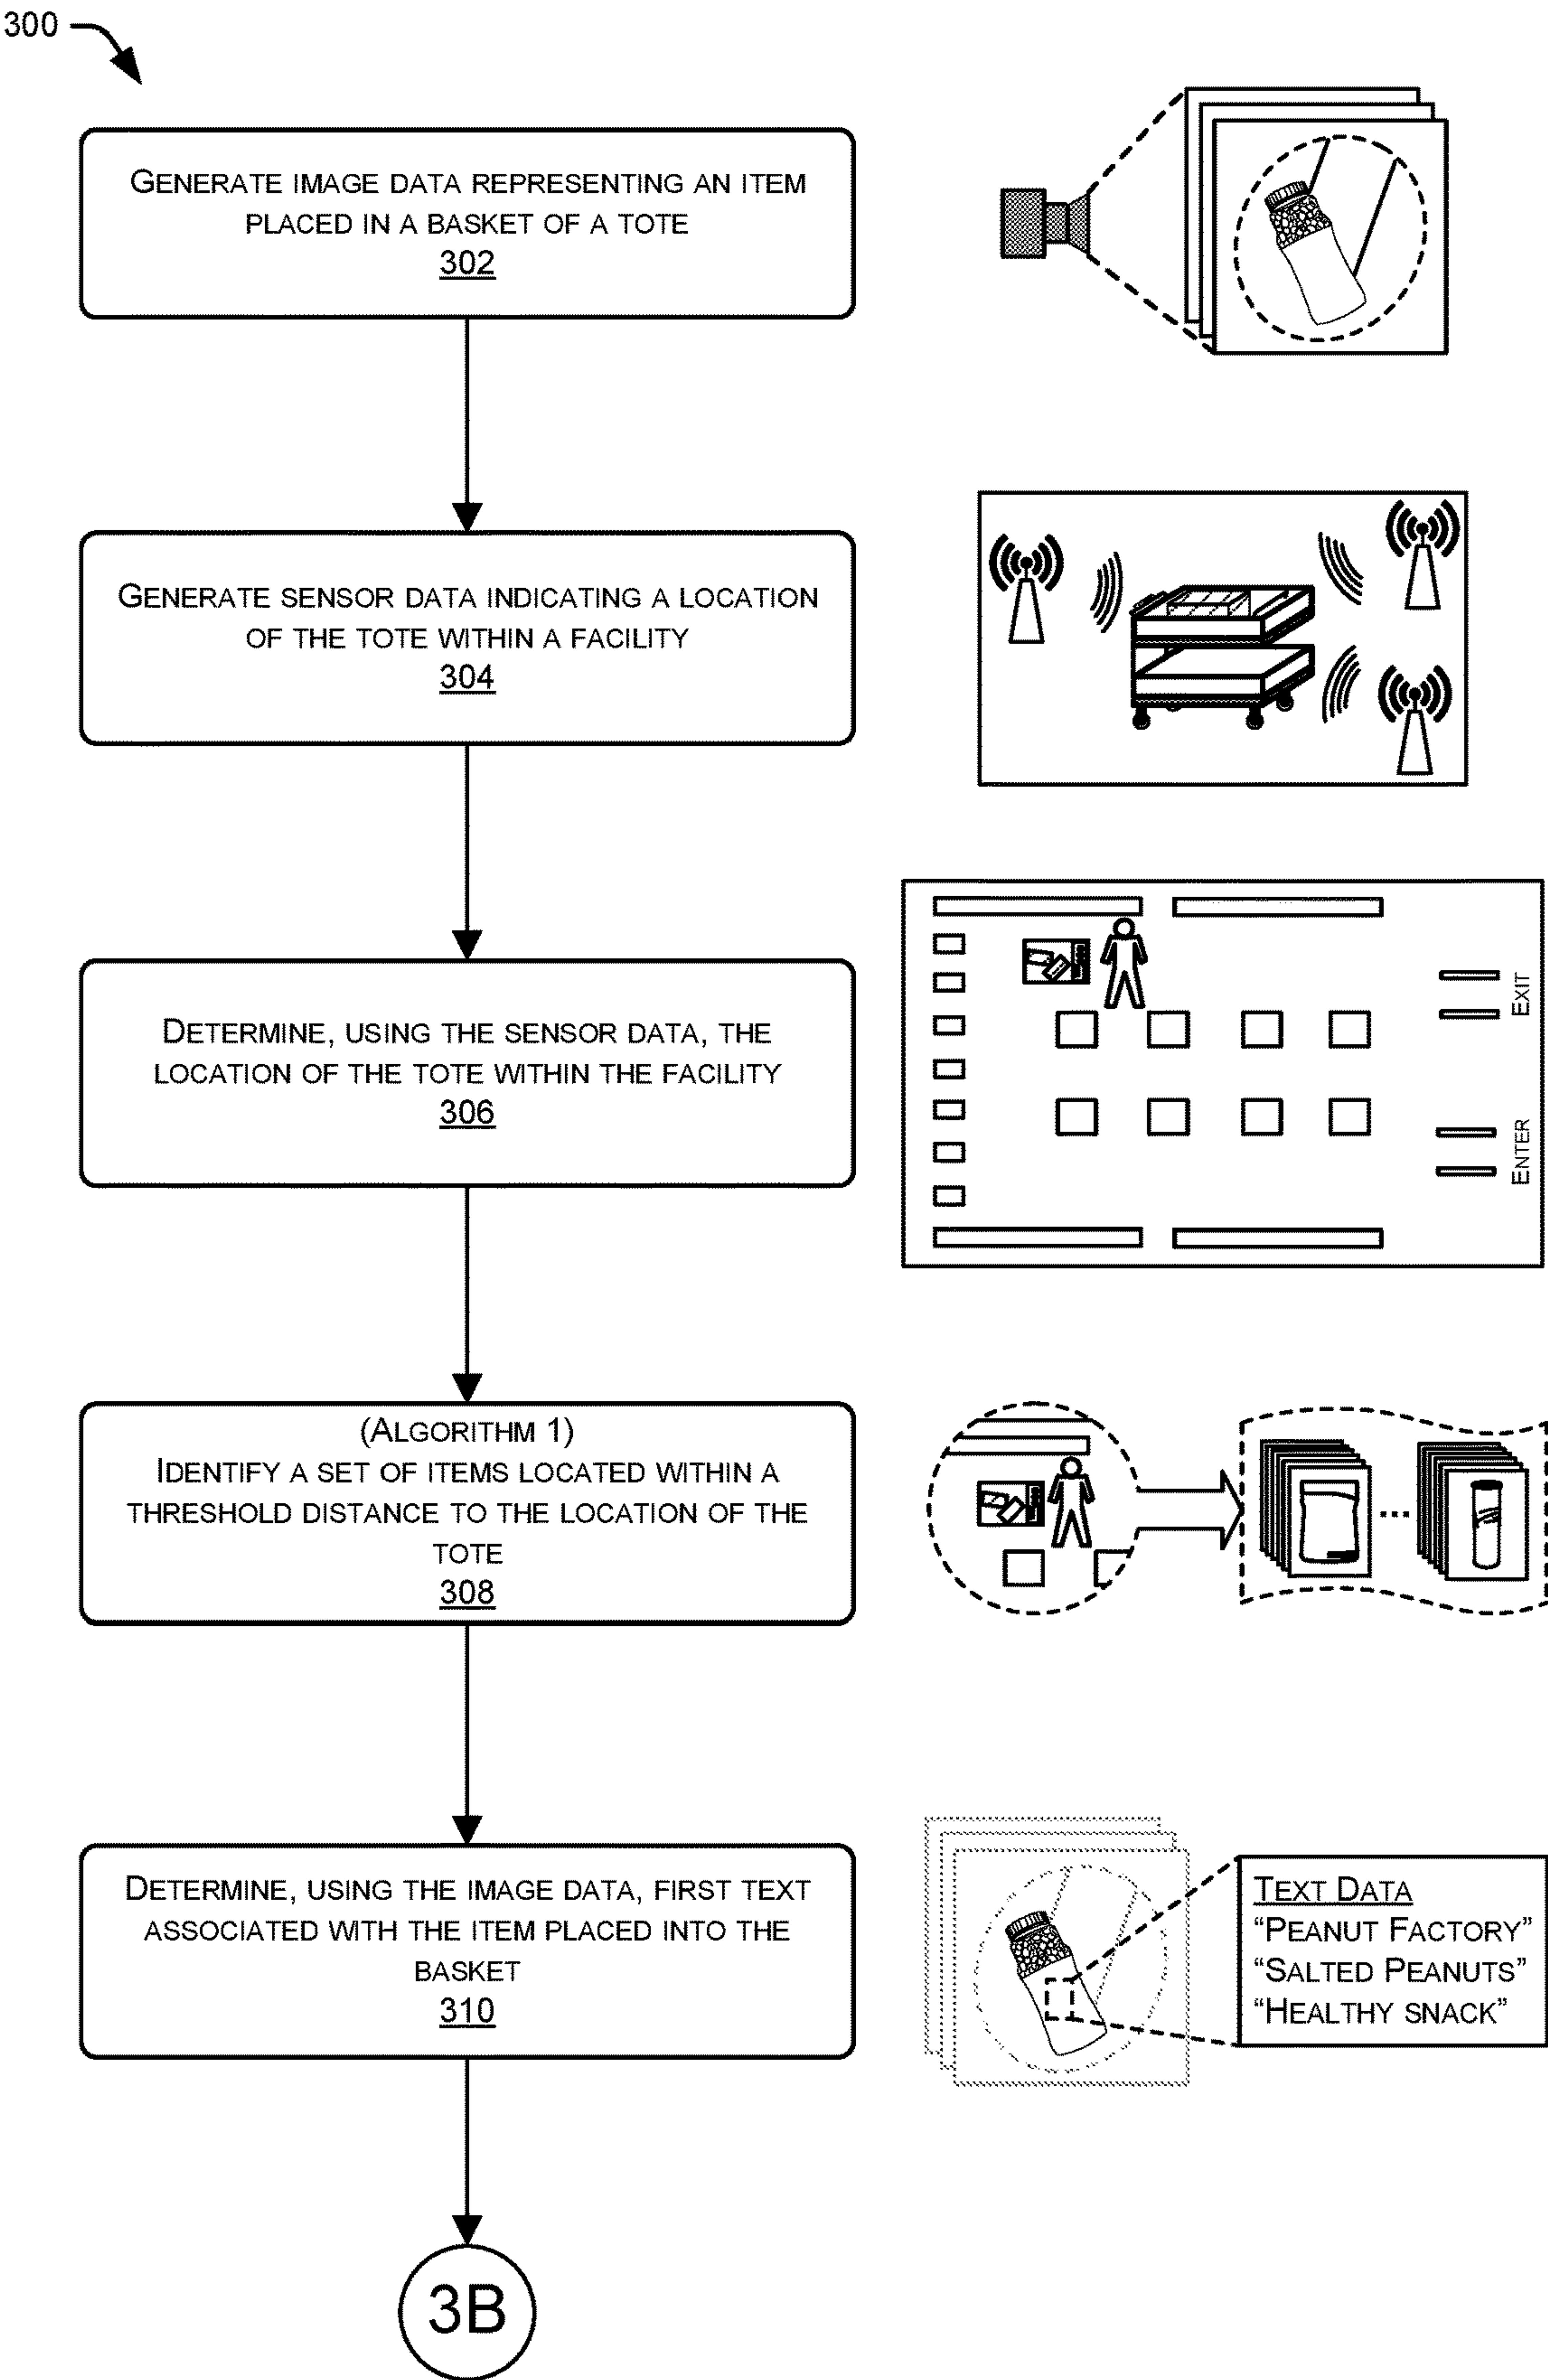 300
GENERATE IMAGE DATA REPRESENTING AN ITEM
PLACED IN A BASKET OF A TOTE
302
GENERATE SENSOR DATA INDICATING A LOCATION
OF THE TOTE WITHIN A FACILITY
304
DETERMINE, USING THE SENSOR DATA, THE
LOCATION OF THE TOTE WITHIN THE FACILITY
306
EXIT
ENTER
(ALGORITHM 1)
IDENTIFY A SET OF ITEMS LOCATED WITHIN A
THRESHOLD DISTANCE TO THE LOCATION OF THE
TOTE
308
...
DETERMINE, USING THE IMAGE DATA, FIRST TEXT
ASSOCIATED WITH THE ITEM PLACED INTO THE
BASKET
310
TEXT DATA
“PEANUT FACTORY”
“SALTED PEANUTS”
“HEALTHY SNACK”
3B